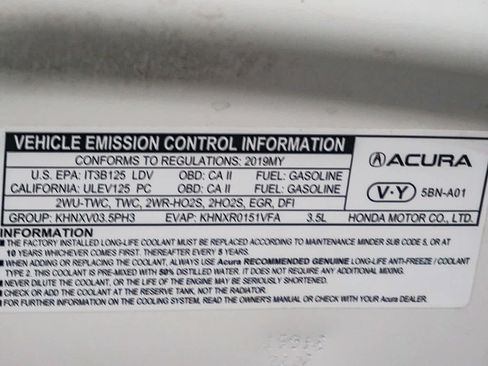 VEHICLE EMISSION CONTROL INFORMATION
CONFORMS TO REGULATIONS: 2019MY
U.S. EPA: IT3B125 LDV OBD: CA II FUEL: GASOLINE
CALIFORNIA: ULEV125 PC OBD: CA II FUEL: GASOLINE
2WU-TWC, TWC, 2WR-HO2S, 2HO2S, EGR, DFI
GROUP: KHNXV03.5PH3 EVAP: KHNXR0151VFA 3.5L
ACURA
V-Y 5BN-A01
HONDA MOTOR CO., LTD.
INFORMATION
■ THE FACTORY INSTALLED LONG-LIFE COOLANT MUST BE REPLACED ACCORDING TO MAINTENANCE MINDER SUB CODE 5, OR AT
10 YEARS WHICHEVER COMES FIRST, THEREAFTER EVERY 5 YEARS.
■ WHEN ADDING OR REPLACING THE COOLANT, ALWAYS USE Acura RECOMMENDED GENUINE LONG-LIFE ANTI-FREEZE / COOLANT
TYPE 2. THIS COOLANT IS PRE-MIXED WITH 50% DISTILLED WATER. IT DOES NOT REQUIRE ANY ADDITIONAL MIXING.
■ NEVER DILUTE THE COOLANT, OR THE LIFE OF THE ENGINE MAY BE SERIOUSLY SHORTENED.
■ CHECK OR ADD THE COOLANT AT THE RESERVE TANK, NOT THE RADIATOR.
■ FOR FURTHER INFORMATION ON THE COOLING SYSTEM, READ THE OWNER'S MANUAL OR CHECK WITH YOUR Acura DEALER.